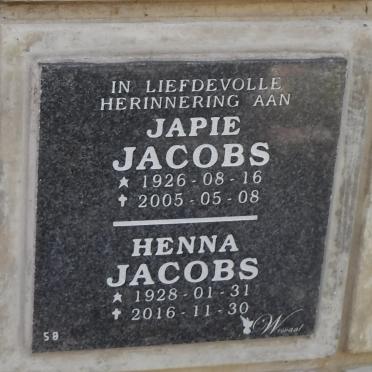 IN LIEFDEVOLLE
HERINNERING AAN
JAPIE
JACOBS
★ 1926-08-16
✝ 2005-05-08
HENNA
JACOBS
★ 1928-01-31
✝ 2016-11-30
58